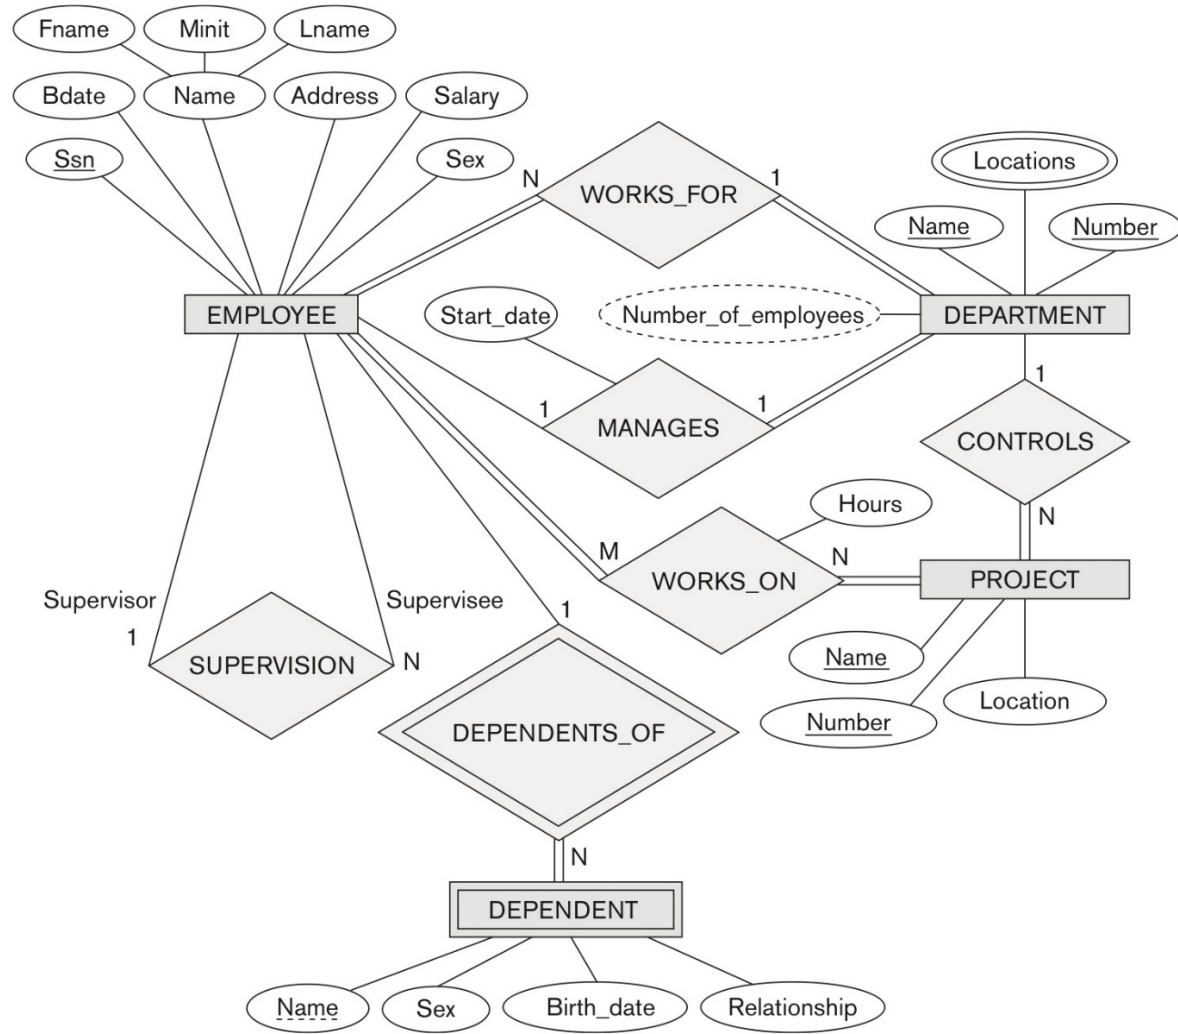 Fname
Minit
Lname
Bdate
Name
Address
Salary
Ssn
Sex
N
WORKS_FOR
1
Locations
Name
Number
EMPLOYEE
Start_date
Number_of_employees
DEPARTMENT
1
MANAGES
1
1
CONTROLS
N
Hours
M
WORKS_ON
N
PROJECT
Supervisor
1
SUPERVISION
Supervisee
N
1
Name
Number
Location
DEPENDENTS_OF
N
DEPENDENT
Name
Sex
Birth_date
Relationship